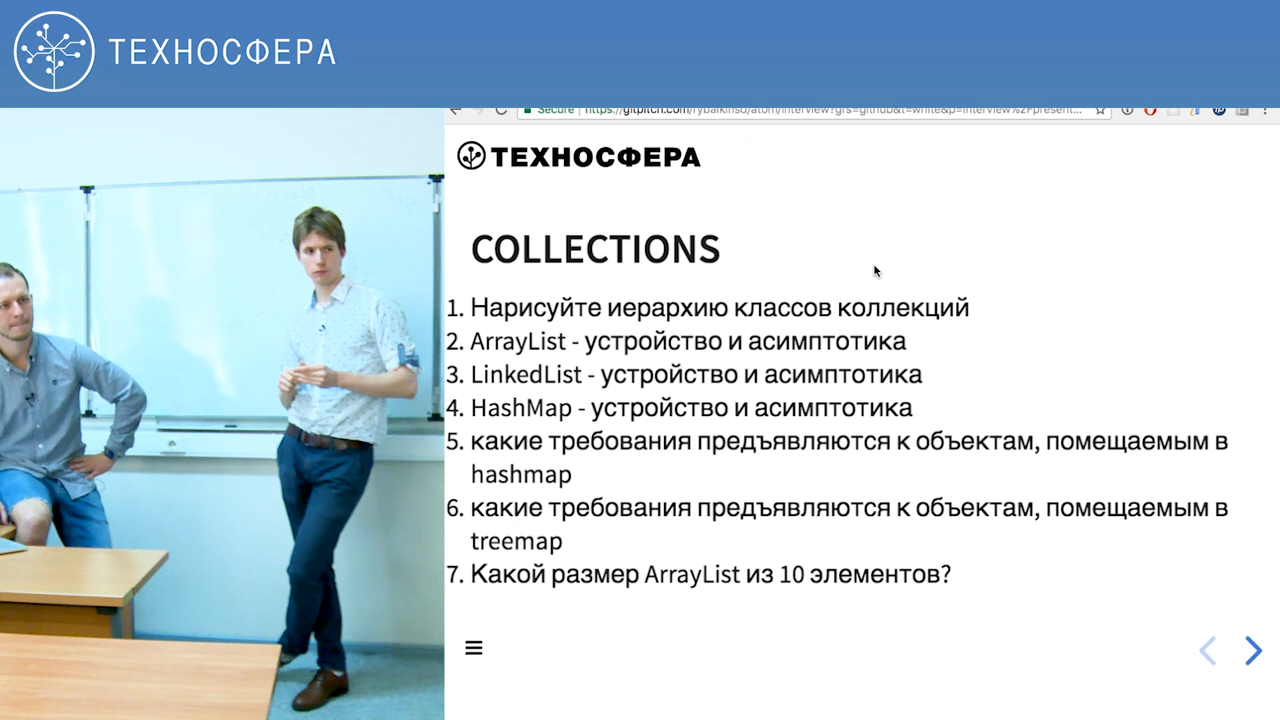 ТЕХНОСФЕРА
Secure
ТЕХНОСФЕРА
COLLECTIONS
1. Нарисуйте иерархию классов коллекций
2. ArrayList - устройство и асимптотика
3. LinkedList - устройство и асимптотика
4. HashMap - устройство и асимптотика
5. какие требования предъявляются к объектам, помещаемым в
hashmap
6. какие требования предъявляются к объектам, помещаемым в
treemap
7. Какой размер ArrayList из 10 элементов?